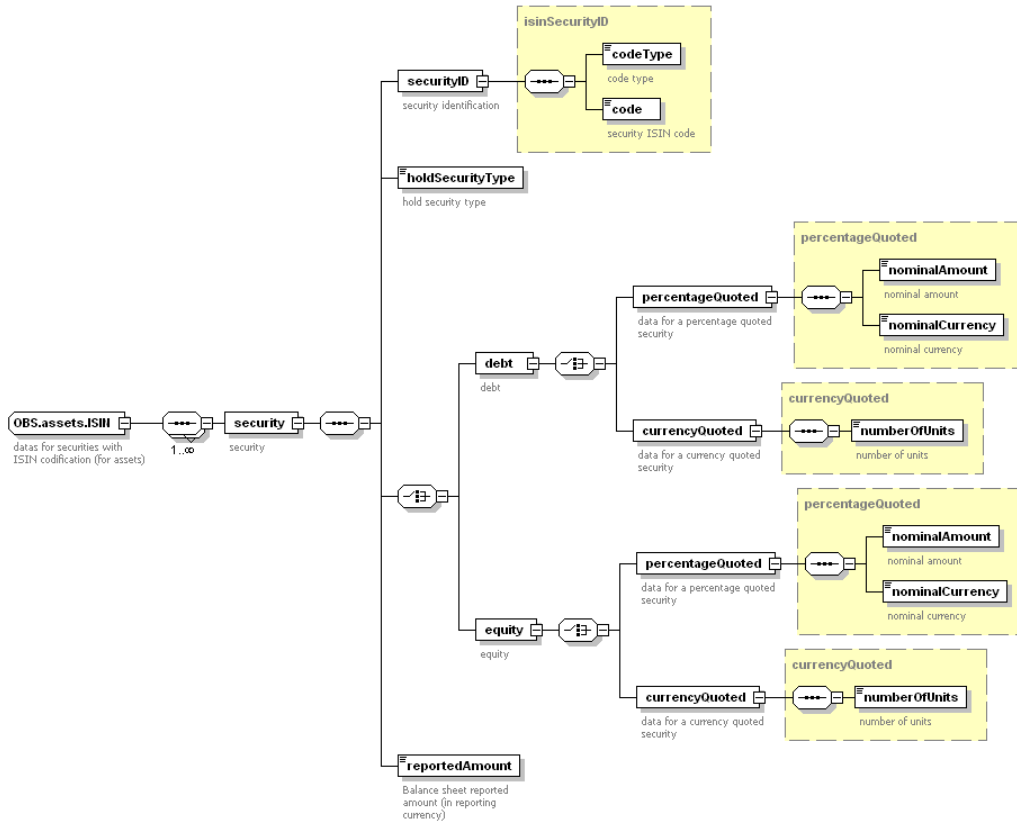 isinSecurityID
codeType
code type
securityID
security identification
code
security ISIN code
holdSecurityType
hold security type
percentageQuoted
nominalAmount
nominal amount
percentageQuoted
data for a percentage quoted
security
nominalCurrency
nominal currency
debt
debt
currencyQuoted
numberOfUnits
number of units
currencyQuoted
data for a currency quoted
security
OBS.assets.ISIN
datas for securities with
ISIN codification (for assets)
1..∞
security
security
percentageQuoted
nominalAmount
nominal amount
percentageQuoted
data for a percentage quoted
security
nominalCurrency
nominal currency
equity
equity
currencyQuoted
numberOfUnits
number of units
currencyQuoted
data for a currency quoted
security
reportedAmount
Balance sheet reported
amount (in reporting
currency)